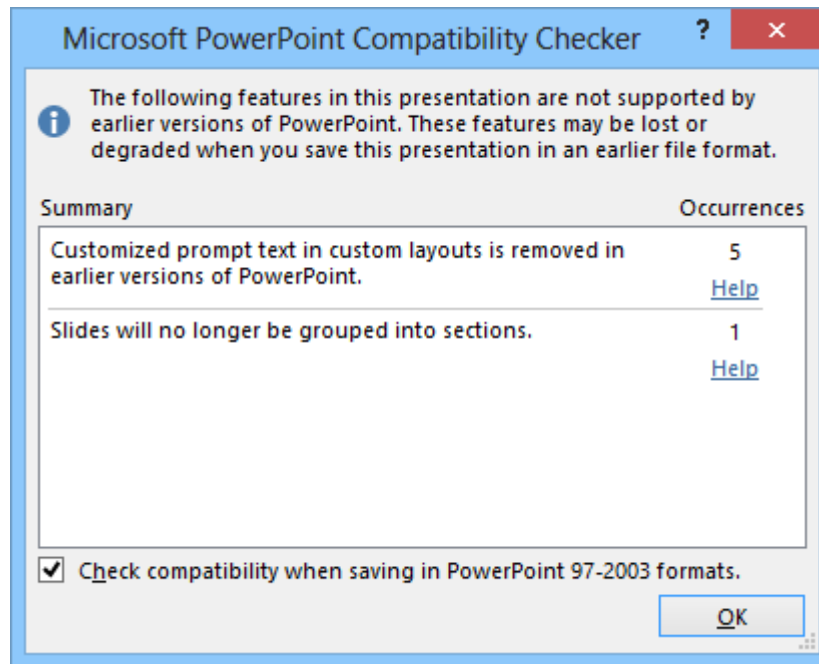 Microsoft PowerPoint Compatibility Checker ? ×
The following features in this presentation are not supported by
earlier versions of PowerPoint. These features may be lost or
degraded when you save this presentation in an earlier file format.
Summary Occurrences
Customized prompt text in custom layouts is removed in 5
earlier versions of PowerPoint.
Help
Slides will no longer be grouped into sections. 1
Help
Check compatibility when saving in PowerPoint 97-2003 formats.
OK